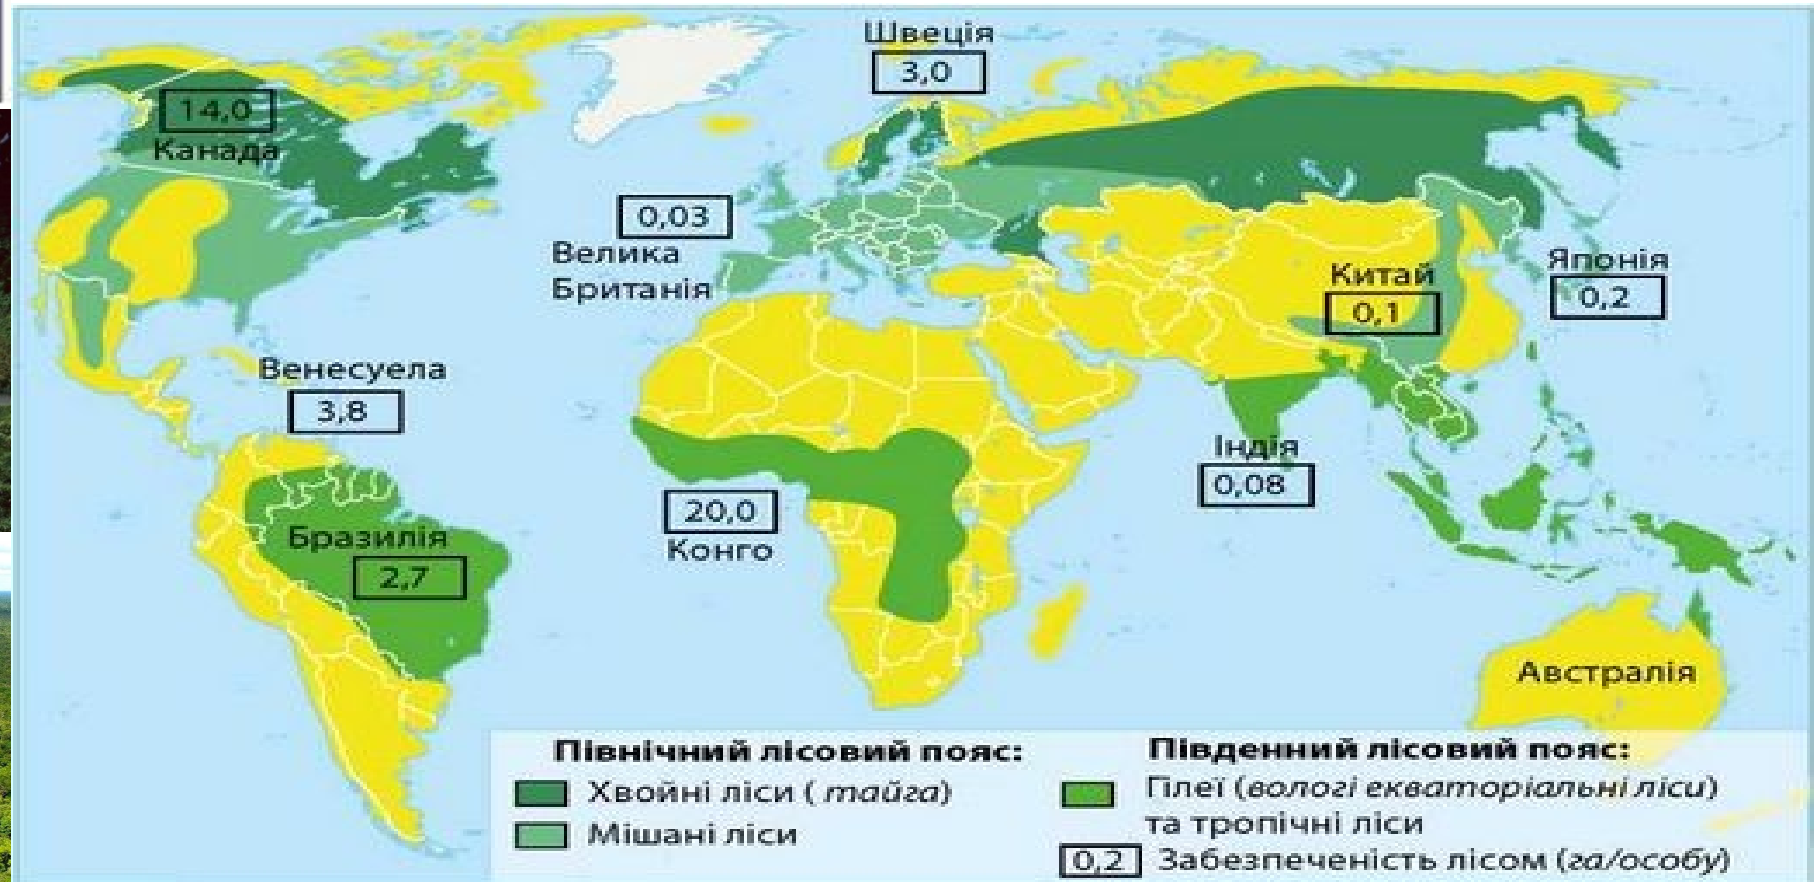 Швеція
3,0
14,0
Канада
0,03
Велика
Британія
Китай
0,1
Японія
0,2
Венесуела
3,8
Індія
0,08
20,0
Конго
Бразилія
2,7
Австралія
Північний лісовий пояс:
Хвойні ліси ( тайга)
Мішані ліси
Південний лісовий пояс:
Гілеї (вологі екваторіальні ліси)
та тропічні ліси
0,2 Забезпеченість лісом (га/особу)